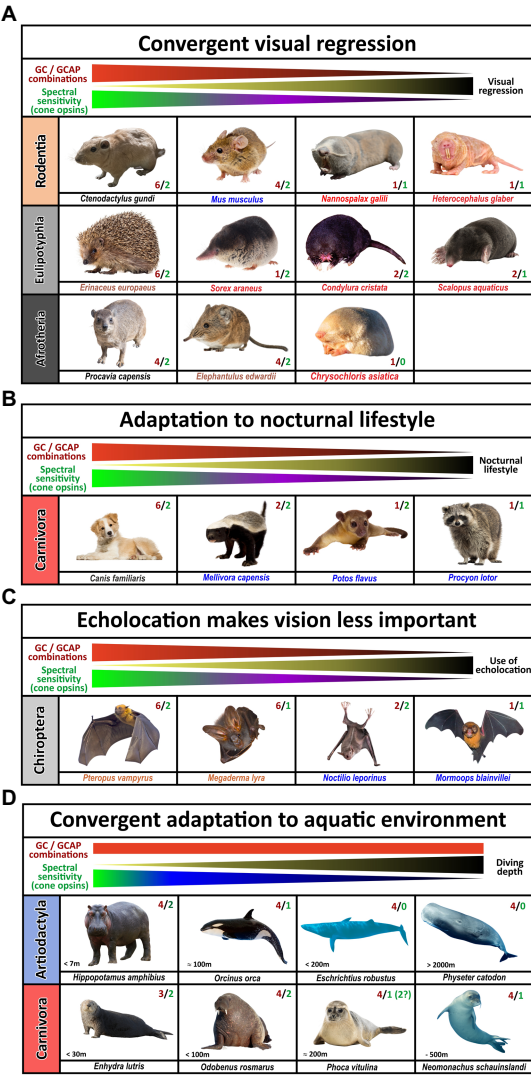 A
Convergent visual regression
GC / GCAP
combinations
Spectral
sensitivity
(cone opsins)
Visual
regression
Rodentia
6/2
4/2
1/1
1/1
Ctenodactylus gundi
Mus musculus
Nannospalax galili
Heterocephalus glaber
Eulipotyphla
6/2
1/2
2/2
2/1
Erinaceus europaeus
Sorex araneus
Condylura cristata
Scalopus aquaticus
Afrotheria
4/2
4/2
1/0
Procavia capensis
Elephantulus edwardii
Chrysochloris asiatica
B
Adaptation to nocturnal lifestyle
GC / GCAP
combinations
Spectral
sensitivity
(cone opsins)
Nocturnal
lifestyle
Carnivora
6/2
2/2
1/2
1/1
Canis familiaris
Mellivora capensis
Potos flavus
Procyon lotor
C
Echolocation makes vision less important
GC / GCAP
combinations
Spectral
sensitivity
(cone opsins)
Use of
echolocation
Chiroptera
6/2
6/1
2/2
1/1
Pteropus vampyrus
Megaderma lyra
Noctilio leporinus
Mormoops blainvillei
D
Convergent adaptation to aquatic environment
GC / GCAP
combinations
Spectral
sensitivity
(cone opsins)
Diving
depth
Artiodactyla
4/2
4/1
4/0
4/0
< 7m
≈ 100m
< 200m
> 2000m
Hippopotamus amphibius
Orcinus orca
Eschrichtius robustus
Physeter catodon
Carnivora
3/2
4/2
4/1 (2?)
4/1
< 30m
< 100m
≈ 200m
- 500m
Enhydra lutris
Odobenus rosmarus
Phoca vitulina
Neomonachus schauinslandi